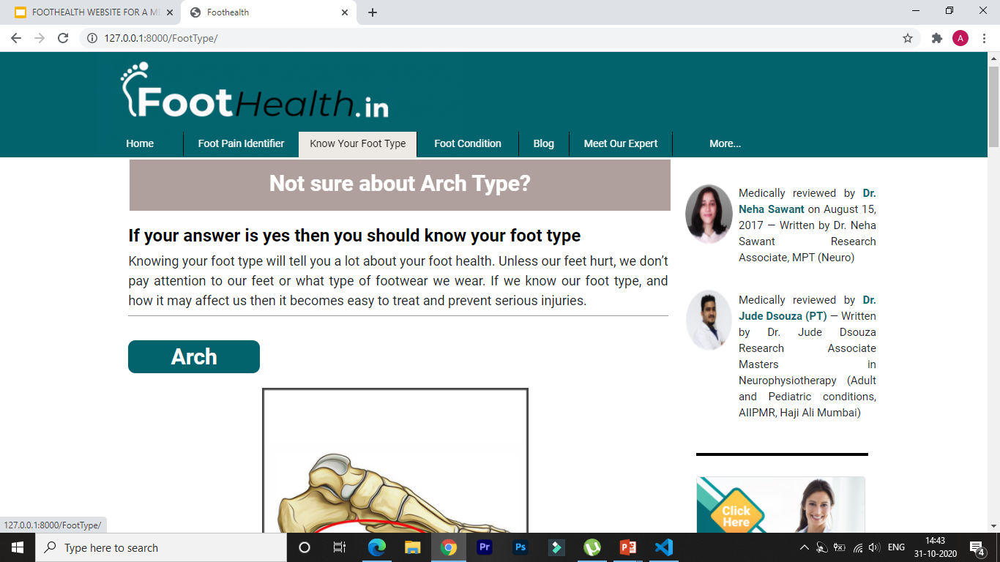 FOOTHEALTH WEBSITE FOR A ME
Foothealth
127.0.0.1:8000/FootType/
A
FootHealth.in
Home
Foot Pain Identifier
Know Your Foot Type
Foot Condition
Blog
Meet Our Expert
More...
Not sure about Arch Type?
If your answer is yes then you should know your foot type
Knowing your foot type will tell you a lot about your foot health. Unless our feet hurt, we don’t
pay attention to our feet or what type of footwear we wear. If we know our foot type, and
how it may affect us then it becomes easy to treat and prevent serious injuries.
Arch
Medically reviewed by Dr.
Neha Sawant on August 15,
2017 — Written by Dr. Neha
Sawant Research
Associate, MPT (Neuro)
Medically reviewed by Dr.
Jude Dsouza (PT) — Written
by Dr. Jude Dsouza
Research Associate
Masters in
Neurophysiotherapy (Adult
and Pediatric conditions,
AIIPMR, Haji Ali Mumbai)
Click
Here
127.0.0.1:8000/FootType/
Type here to search
Pr
Ps
ENG
14:43
31-10-2020
4